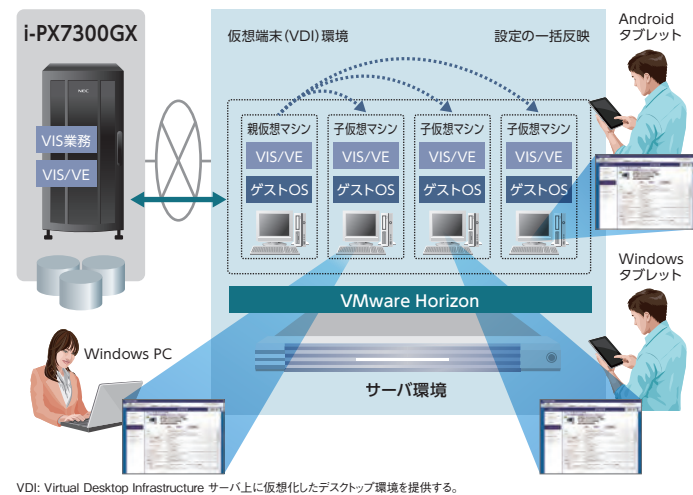 i-PX7300GX
NEC
VIS業務
VIS/VE
仮想端末(VDI)環境
設定の一括反映
親仮想マシン
子仮想マシン
子仮想マシン
子仮想マシン
VIS/VE
VIS/VE
VIS/VE
VIS/VE
ゲストOS
ゲストOS
ゲストOS
ゲストOS
VMware Horizon
サーバ環境
Android
タブレット
Windows
タブレット
Windows PC
VDI: Virtual Desktop Infrastructure サーバ上に仮想化したデスクトップ環境を提供する。